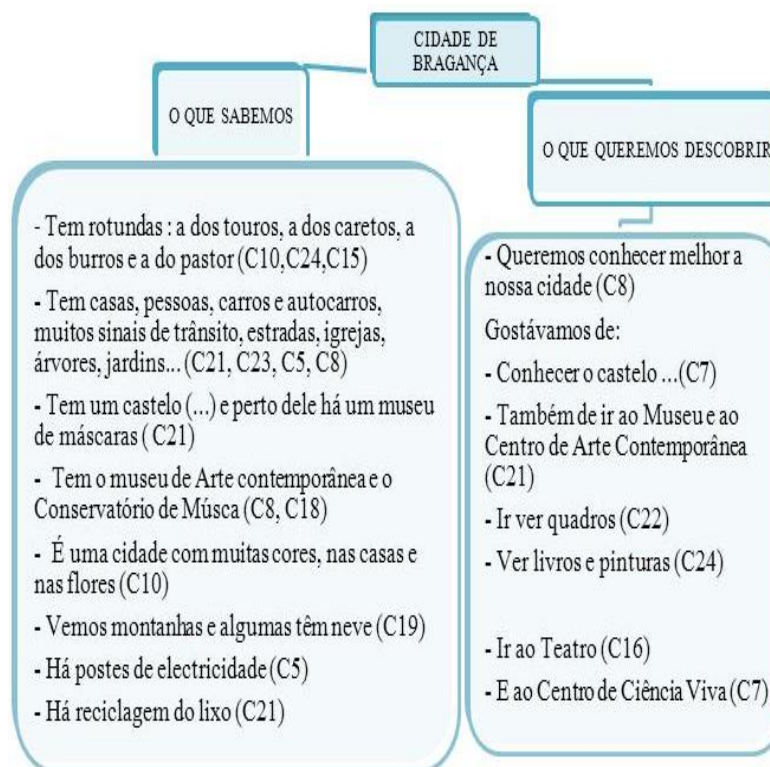 CIDADE DE
BRAGANÇA
O QUE SABEMOS
- Tem rotundas : a dos touros, a dos caretos, a
dos burros e a do pastor (C10,C24,C15)
- Tem casas, pessoas, carros e autocarros,
muitos sinais de trânsito, estradas, igrejas,
árvores, jardins... (C21, C23, C5, C8)
- Tem um castelo (...) e perto dele há um museu
de máscaras ( C21)
- Tem o museu de Arte contemporânea e o
Conservatório de Músca (C8, C18)
- É uma cidade com muitas cores, nas casas e
nas flores (C10)
- Vemos montanhas e algumas têm neve (C19)
- Há postes de electricidade (C5)
- Há reciclagem do lixo (C21)
O QUE QUEREMOS DESCOBRIR
- Queremos conhecer melhor a
nossa cidade (C8)
Gostávamos de:
- Conhecer o castelo ...(C7)
- Também de ir ao Museu e ao
Centro de Arte Contemporânea
(C21)
- Ir ver quadros (C22)
- Ver livros e pinturas (C24)
- Ir ao Teatro (C16)
- E ao Centro de Ciência Viva (C7)